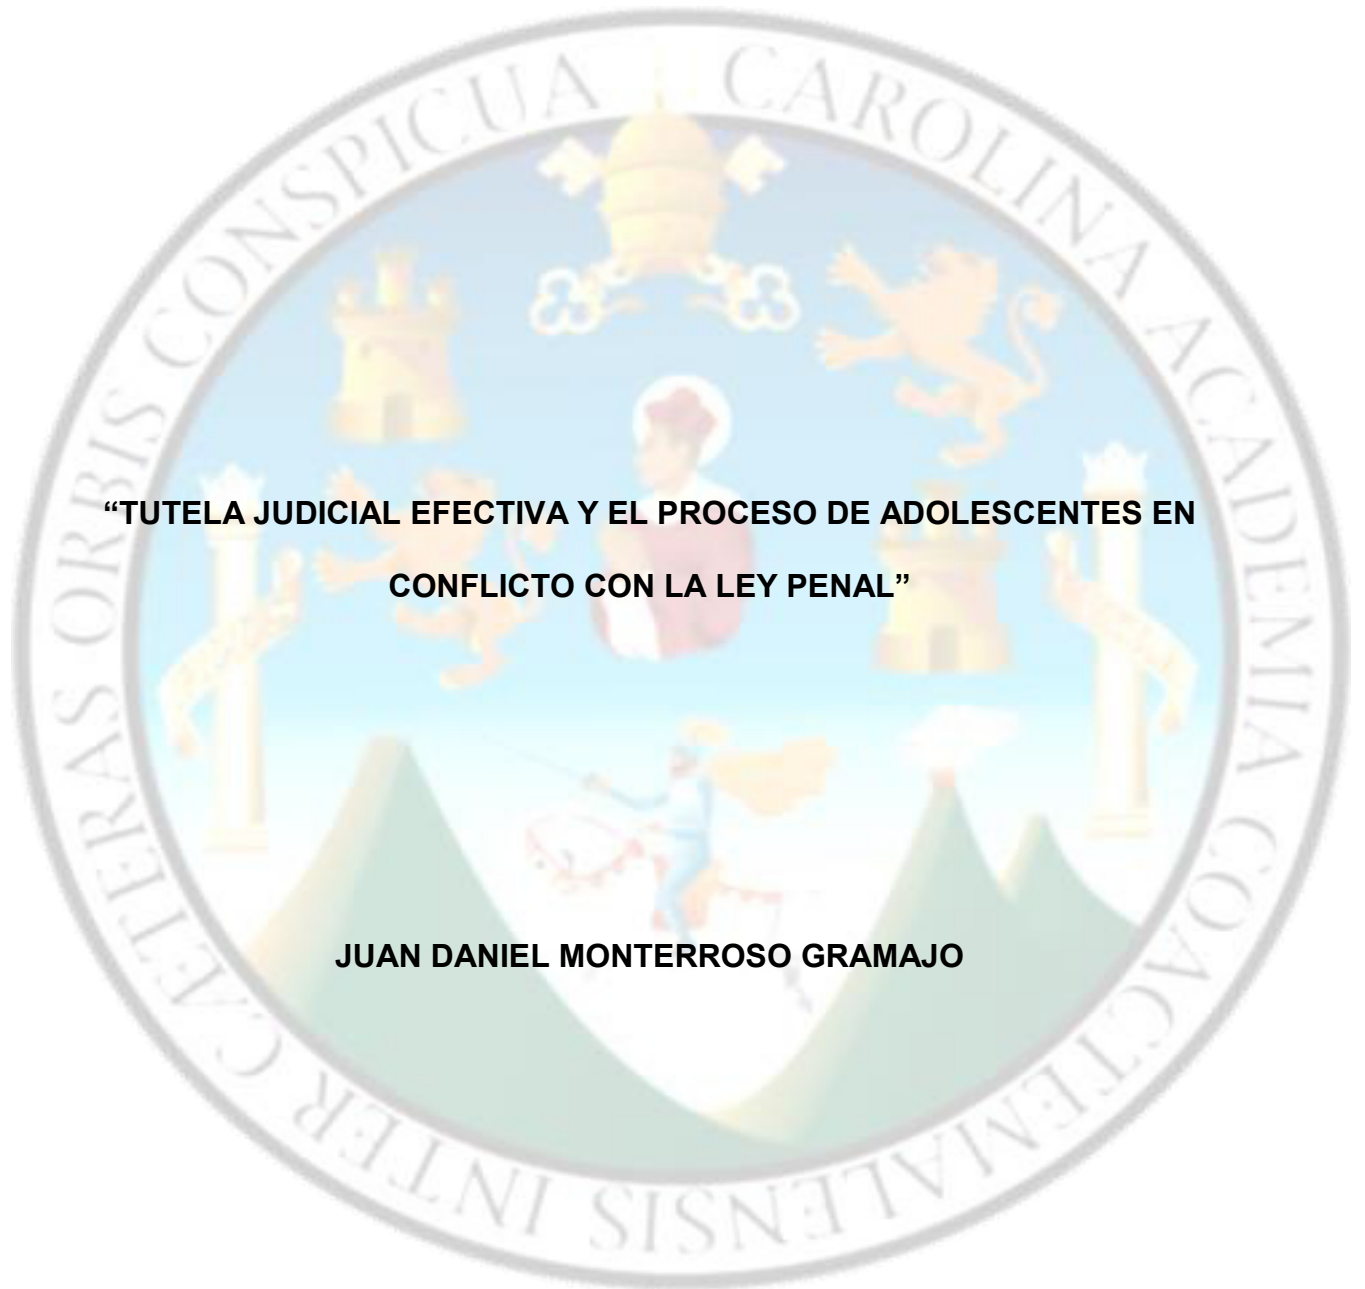 CÆTERAS ORBIS CONSPICUA CAROLINA ACADEMIA COACTEMALENSIS INTER
“TUTELA JUDICIAL EFECTIVA Y EL PROCESO DE ADOLESCENTES EN
CONFLICTO CON LA LEY PENAL”
JUAN DANIEL MONTERROSO GRAMAJO